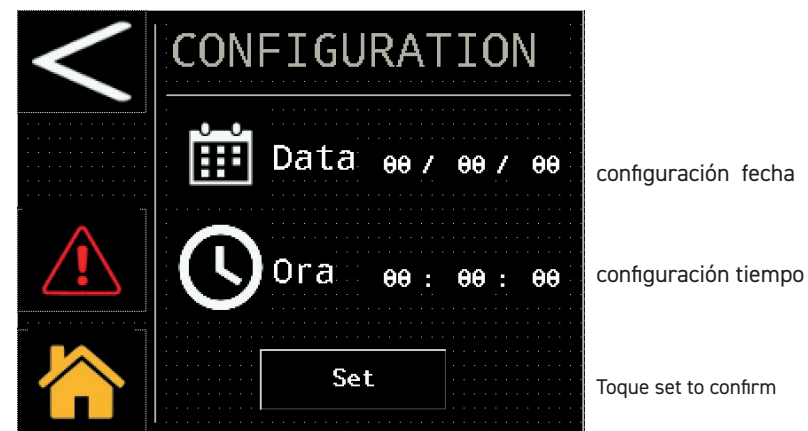 CONFIGURATION
Data 00 / 00 / 00
configuración fecha
Ora 00 : 00 : 00
configuración tiempo
Set
Toque set to confirm